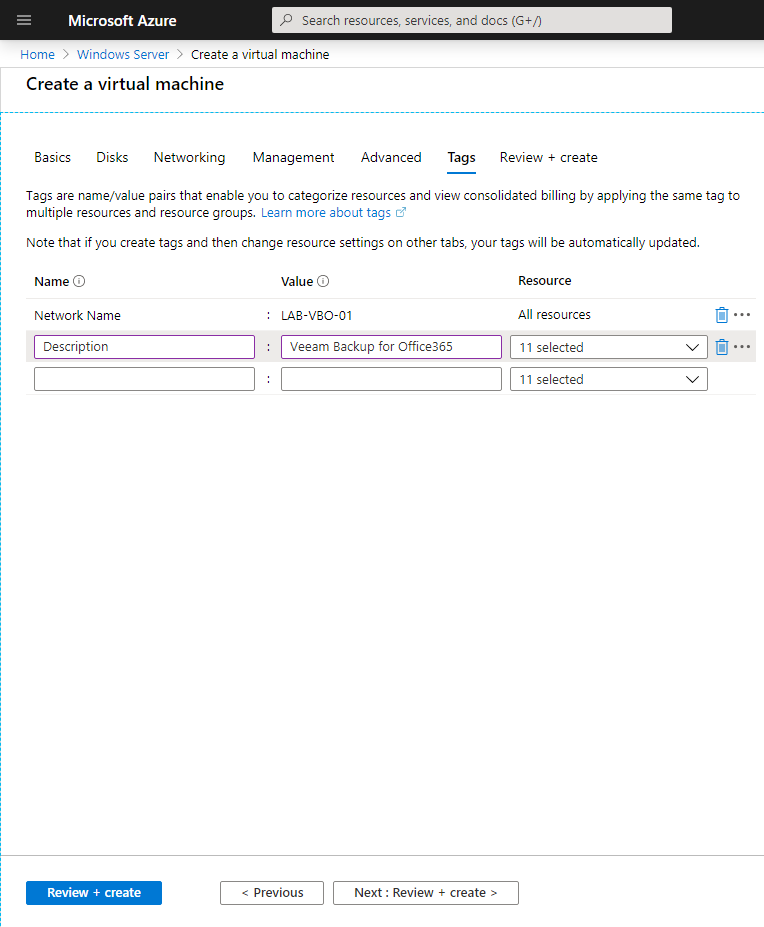 Microsoft Azure
Search resources, services, and docs (G+/)
Home > Windows Server > Create a virtual machine
Create a virtual machine
Basics Disks Networking Management Advanced Tags Review + create
Tags are name/value pairs that enable you to categorize resources and view consolidated billing by applying the same tag to
multiple resources and resource groups. Learn more about tags
Note that if you create tags and then change resource settings on other tabs, your tags will be automatically updated.
Name Value Resource
Network Name : LAB-VBO-01 All resources
Description : Veeam Backup for Office365 11 selected
: 11 selected
Review + create < Previous Next : Review + create >